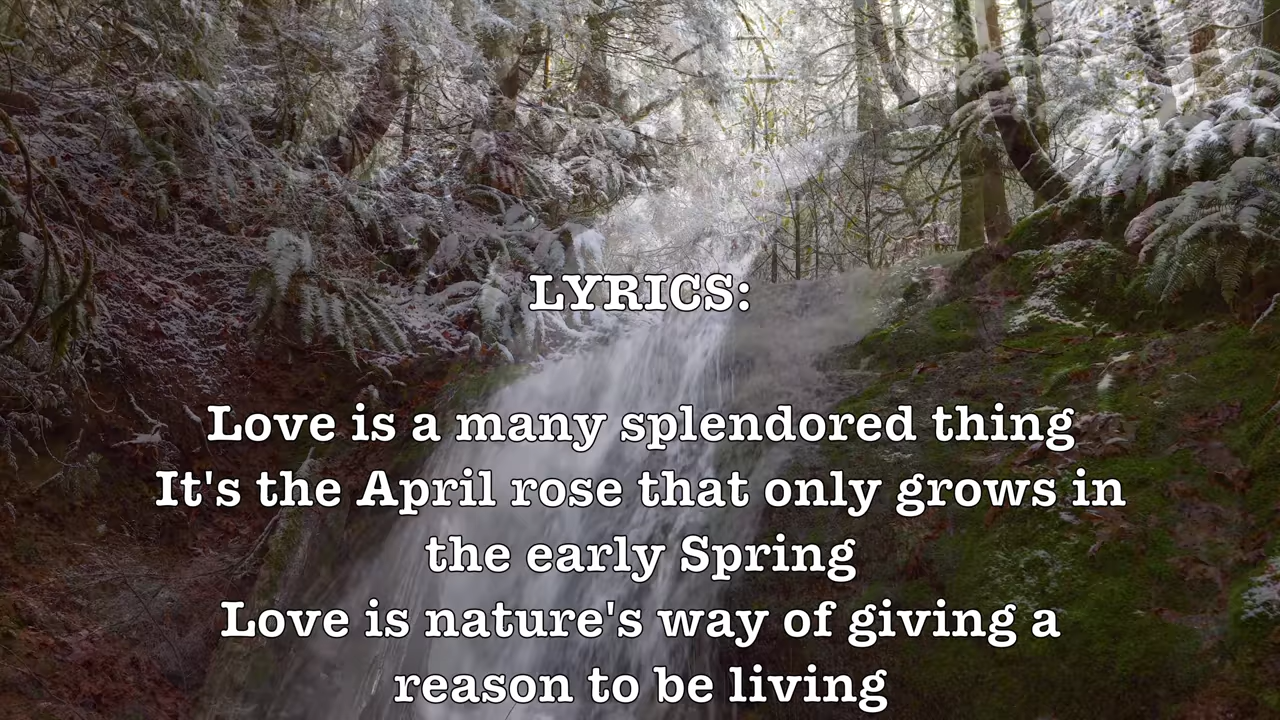 LYRICS:
Love is a many splendored thing
It's the April rose that only grows in
the early Spring
Love is nature's way of giving a
reason to be living